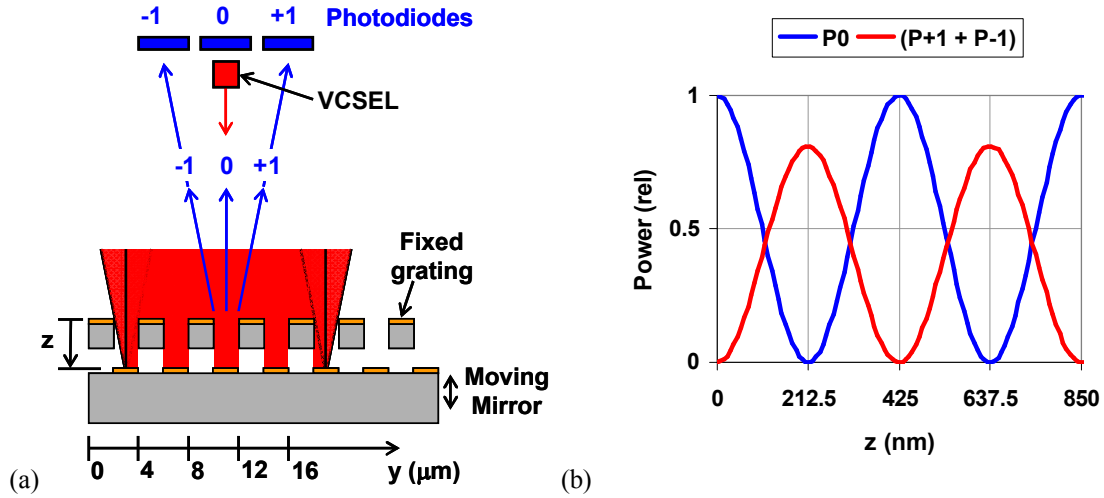 -1 0 +1 Photodiodes
VCSEL
-1 0 +1
Fixed
grating
z
Moving
Mirror
0 4 8 12 16 y (μm)
(a)
P0 (P+1 + P-1)
1
0.5
0
Power (rel)
0 212.5 425 637.5 850
z (nm)
(b)